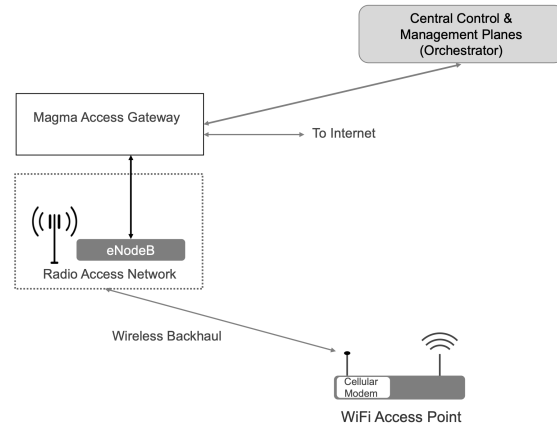 Central Control &
Management Planes
(Orchestrator)
Magma Access Gateway
To Internet
eNodeB
Radio Access Network
Wireless Backhaul
Cellular
Modem
WiFi Access Point